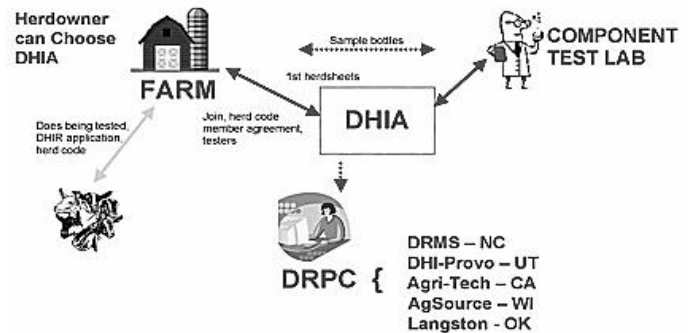 Herdowner
can Choose
DHIA
FARM
Sample bottles
COMPONENT
TEST LAB
1st herdsheets
Join, herd code
member agreement,
testers
DHIA
Does being tested,
DHIR application,
herd code
DRPC {
DRMS – NC
DHI-Provo – UT
Agri-Tech – CA
AgSource – WI
Langston - OK